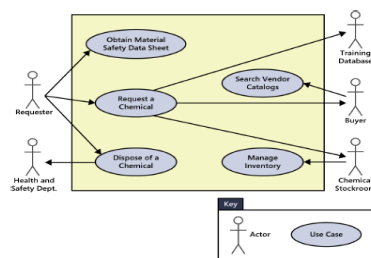 Obtain Material
Safety Data Sheet
Training
Database
Search Vendor
Catalogs
Request a
Chemical
Requester
Buyer
Dispose of a
Chemical
Manage
Inventory
Health and
Safety Dept.
Chemical
Stockroom
Key
Actor
Use Case